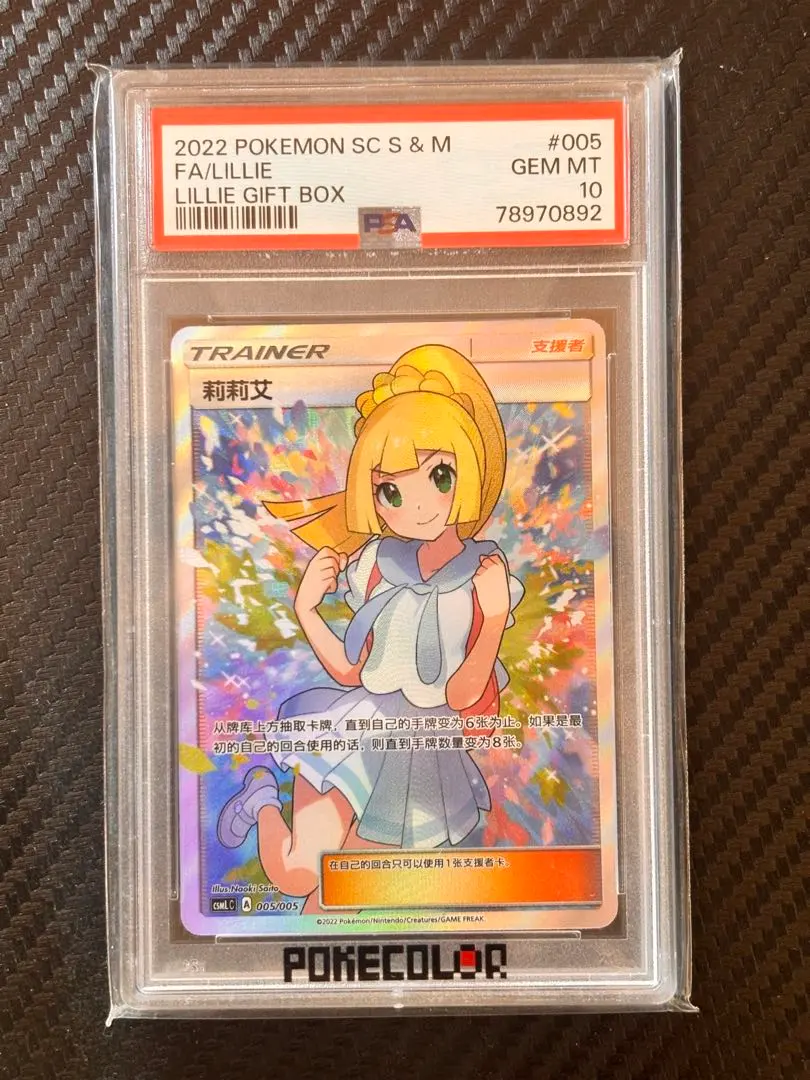 2022 POKEMON SC S & M #005
FA/LILLIE GEM MT
LILLIE GIFT BOX 10
78970892
PSA
TRAINER 支援者
莉莉艾
从牌库上方抽取卡牌，直到自己的手牌变为6张为止。如果是最
初的自己的回合使用的话，则直到手牌数量变为8张。
在自己的回合只可以使用1张支援者卡。
Illus. Naoki Saito
CSML C A 005/005
©2022 Pokémon/Nintendo/Creatures/GAME FREAK
POKECOLOR